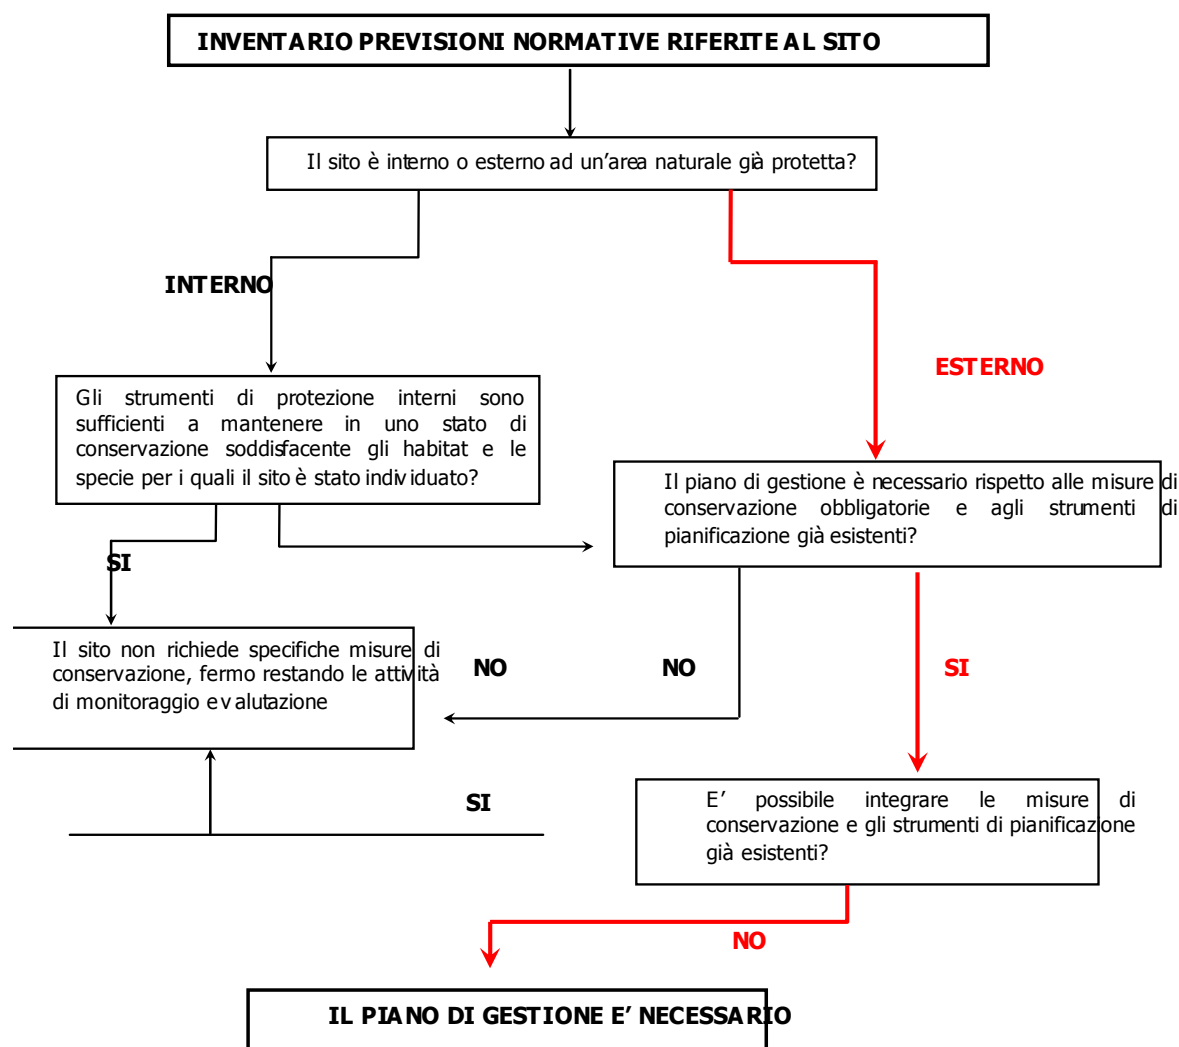 INVENTARIO PREVISIONI NORMATIVE RIFERITE AL SITO
Il sito è interno o esterno ad un’area naturale già protetta?
INTERNO
ESTERNO
Gli strumenti di protezione interni sono
sufficienti a mantenere in uno stato di
conservazione soddisfacente gli habitat e le
specie per i quali il sito è stato individuato?
Il piano di gestione è necessario rispetto alle misure di
conservazione obbligatorie e agli strumenti di
pianificazione già esistenti?
SI
Il sito non richiede specifiche misure di
conservazione, fermo restando le attività
di monitoraggio e valutazione
NO
NO
SI
SI
E’ possibile integrare le misure di
conservazione e gli strumenti di pianificazione
già esistenti?
NO
IL PIANO DI GESTIONE E’ NECESSARIO